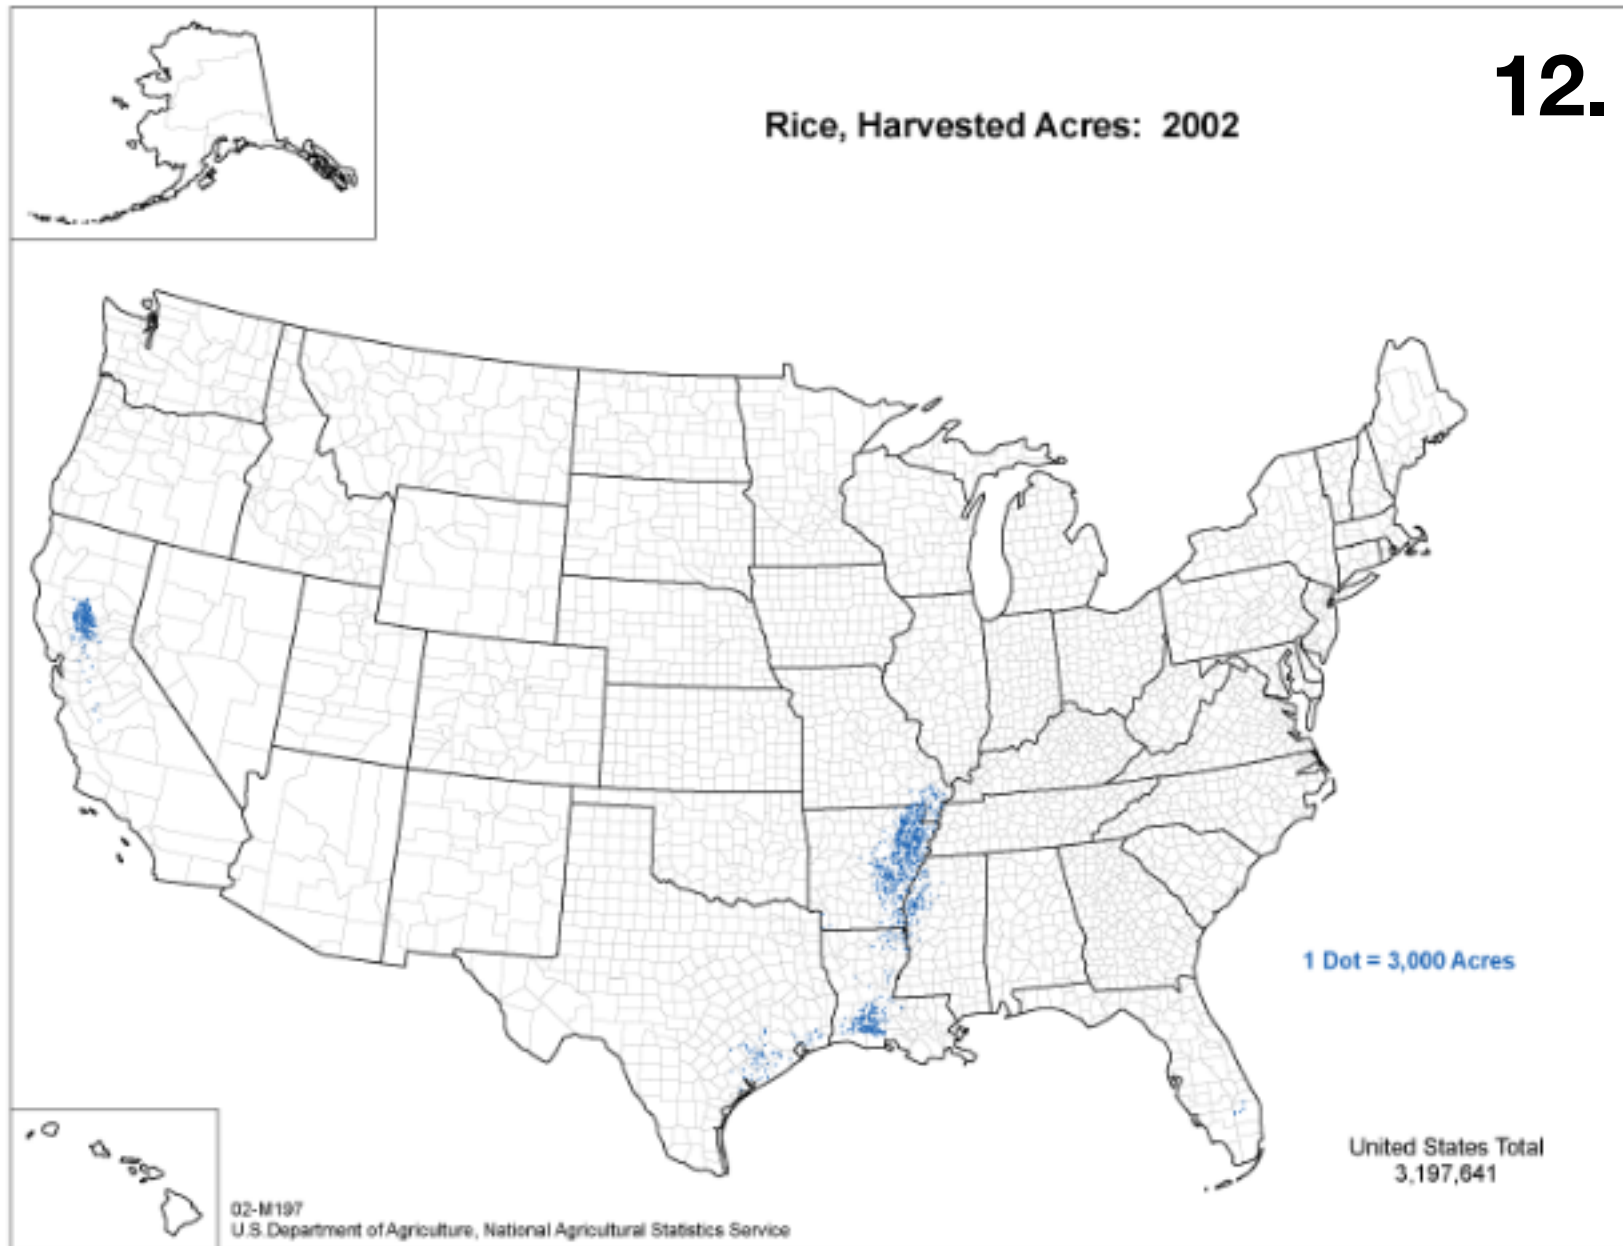 12.
Rice, Harvested Acres: 2002
1 Dot = 3,000 Acres
United States Total
3,197,641
02-M197
U.S.Department of Agriculture, National Agricultural Statistics Service